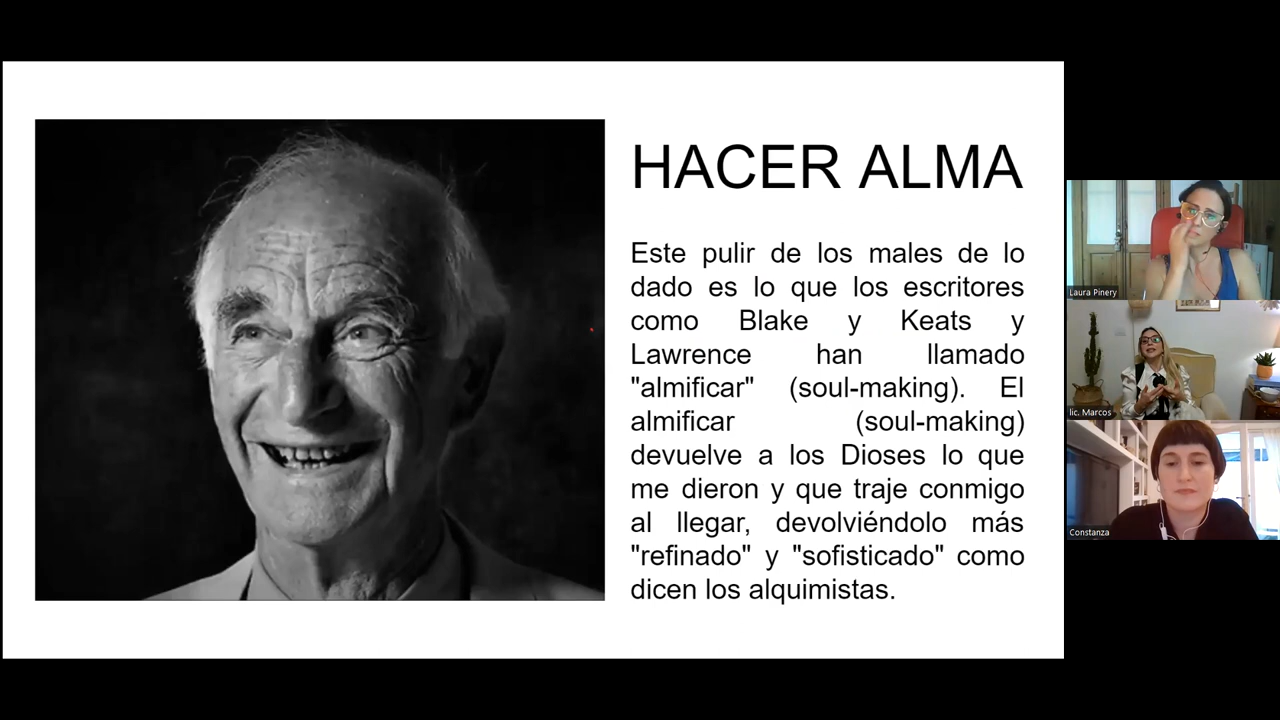 HACER ALMA
Este pulir de los males de lo
dado es lo que los escritores
como Blake y Keats y
Lawrence han llamado
"almificar" (soul-making). El
almificar (soul-making)
devuelve a los Dioses lo que
me dieron y que traje conmigo
al llegar, devolviéndolo más
"refinado" y "sofisticado" como
dicen los alquimistas.
Laura Pinery
lic. Marcos
Constanza